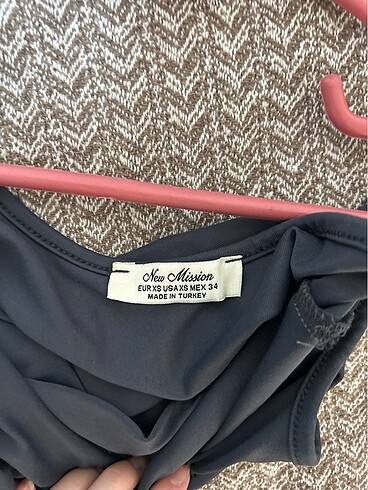 New Mission
EUR XS USA XS MEX 34
MADE IN TURKEY